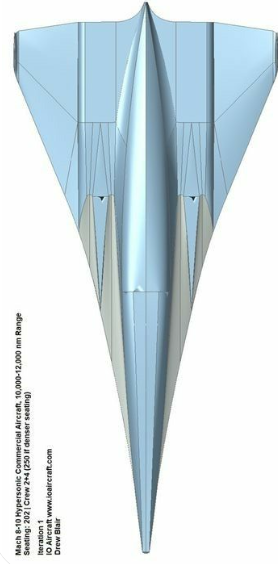 Mach 8-10 Hypersonic Commercial Aircraft, 10,000-12,000 nm Range
Seating: 202 | Crew 2+4 (250 if denser seating)
Iteration 1
IO Aircraft www.ioaircraft.com
Drew Blair